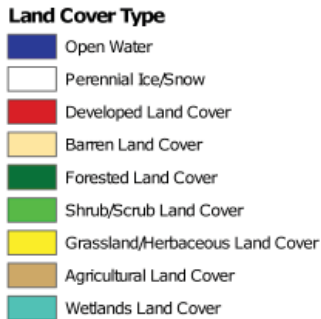 Land Cover Type
Open Water
Perennial Ice/Snow
Developed Land Cover
Barren Land Cover
Forested Land Cover
Shrub/Scrub Land Cover
Grassland/Herbaceous Land Cover
Agricultural Land Cover
Wetlands Land Cover